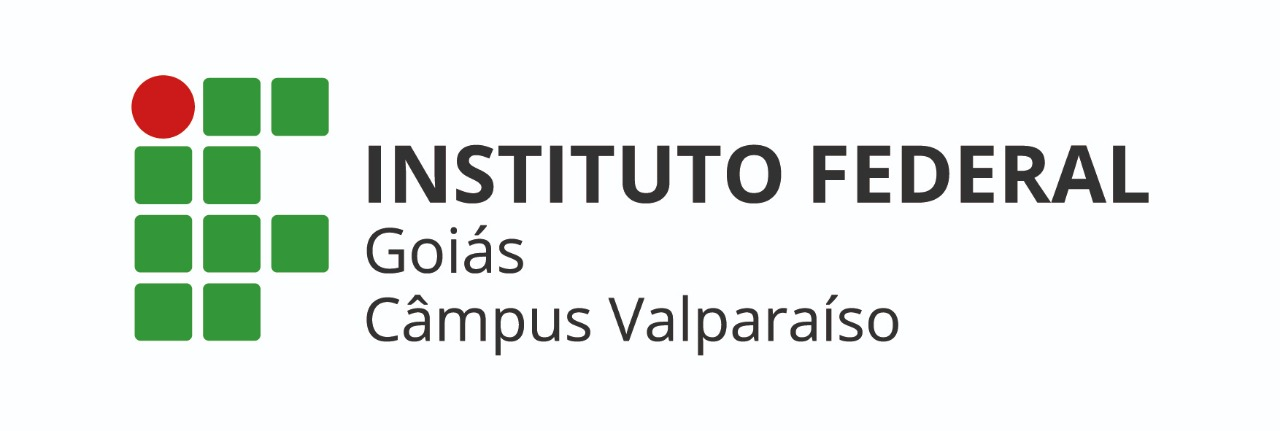 INSTITUTO FEDERAL
Goiás
Câmpus Valparaíso